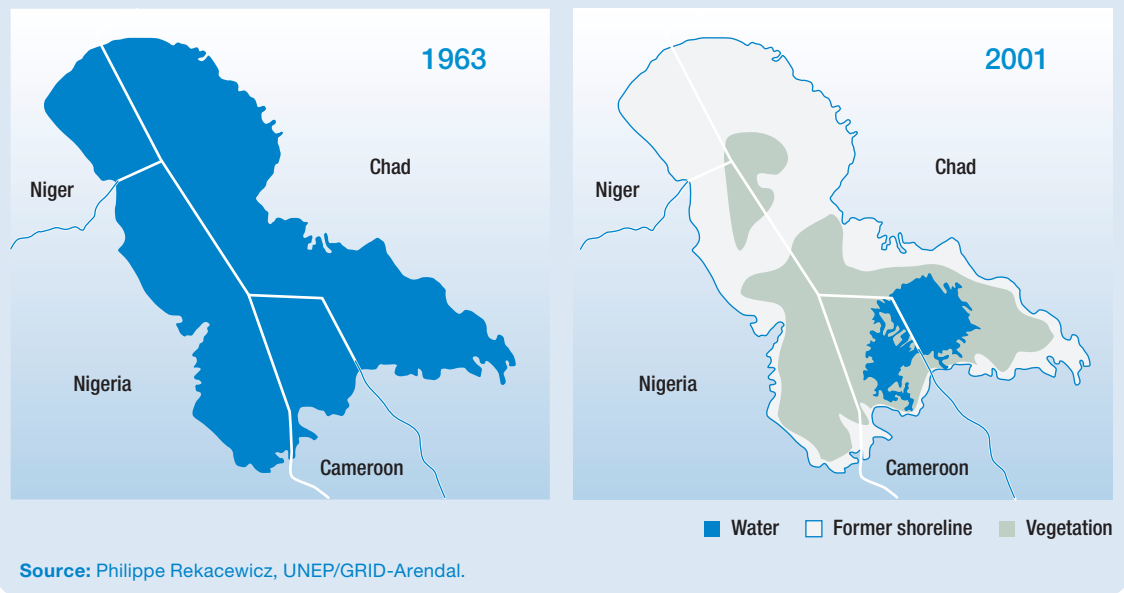 1963
Chad
Niger
Nigeria
Cameroon
2001
Chad
Niger
Nigeria
Cameroon
Water Former shoreline Vegetation
Source: Philippe Rekacewicz, UNEP/GRID-Arendal.